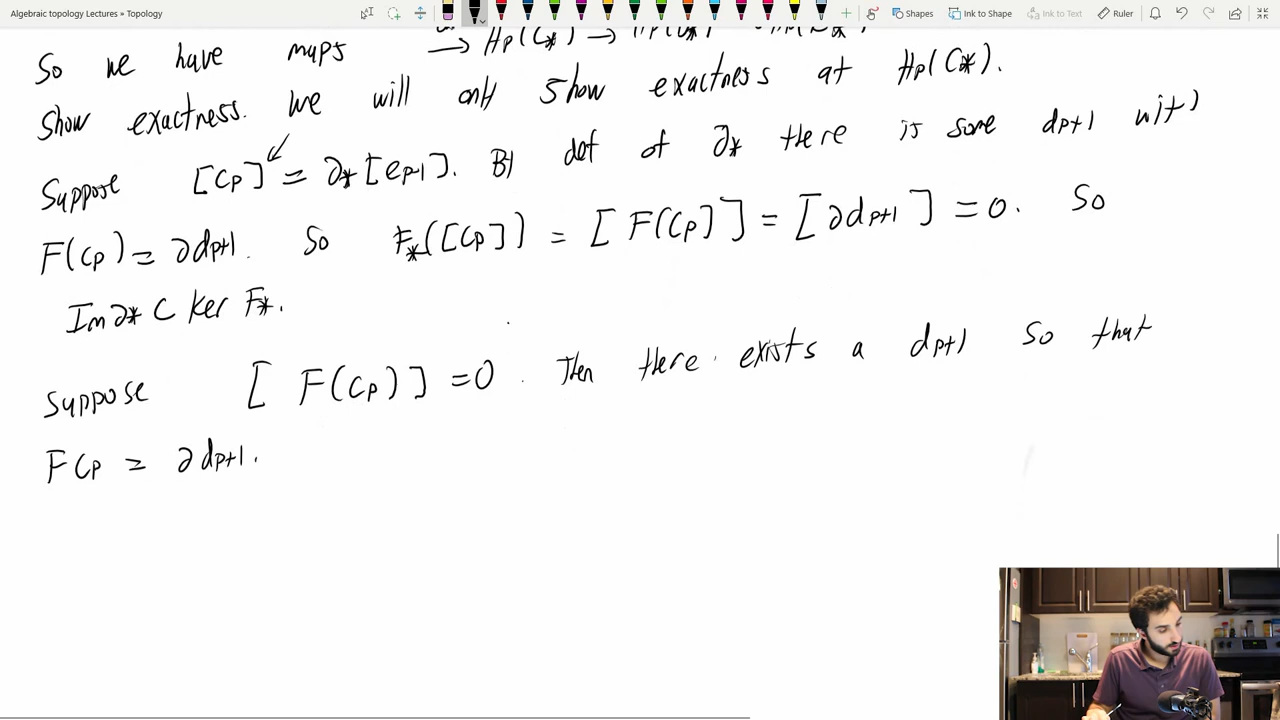 Algebraic topology Lectures » Topology
Shapes Ink to Shape Ink to Text Ruler
So we have maps → Hp(C*) →
show exactness. We will only show exactness at Hp(C*).
Suppose [Cp] = ∂*[ep-1]. By def of ∂* there is some dp+1 with
F(Cp) = ∂dp+1. So F*([Cp]) = [F(Cp)] = [∂dp+1] = 0. So
Im∂* ⊂ ker F*.
suppose [F(Cp)] = 0. Then there exists a dp+1 so that
FCp = ∂dp+1.